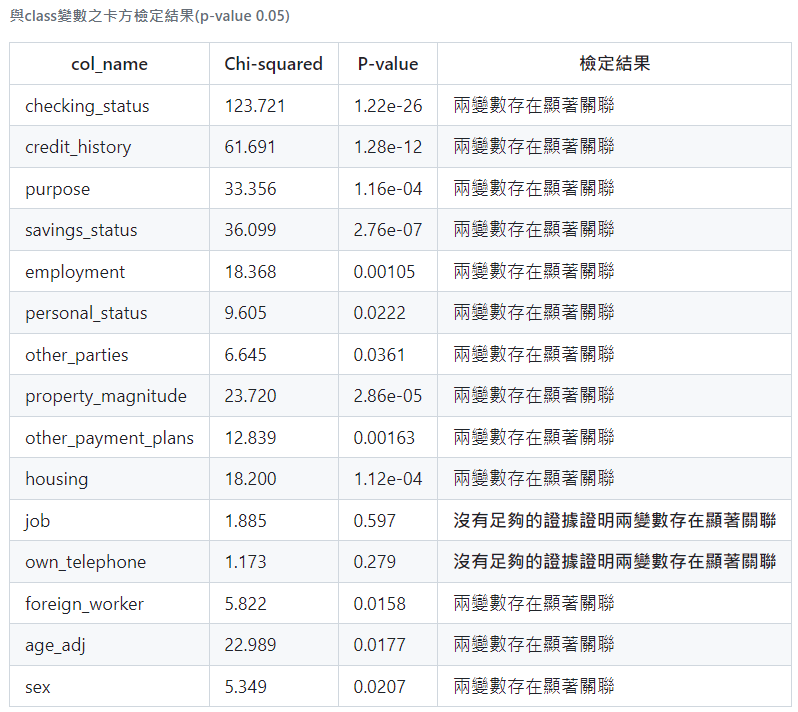 與class變數之卡方檢定結果(p-value 0.05)
col_name Chi-squared P-value 檢定結果
checking_status 123.721 1.22e-26 兩變數存在顯著關聯
credit_history 61.691 1.28e-12 兩變數存在顯著關聯
purpose 33.356 1.16e-04 兩變數存在顯著關聯
savings_status 36.099 2.76e-07 兩變數存在顯著關聯
employment 18.368 0.00105 兩變數存在顯著關聯
personal_status 9.605 0.0222 兩變數存在顯著關聯
other_parties 6.645 0.0361 兩變數存在顯著關聯
property_magnitude 23.720 2.86e-05 兩變數存在顯著關聯
other_payment_plans 12.839 0.00163 兩變數存在顯著關聯
housing 18.200 1.12e-04 兩變數存在顯著關聯
job 1.885 0.597 沒有足夠的證據證明兩變數存在顯著關聯
own_telephone 1.173 0.279 沒有足夠的證據證明兩變數存在顯著關聯
foreign_worker 5.822 0.0158 兩變數存在顯著關聯
age_adj 22.989 0.0177 兩變數存在顯著關聯
sex 5.349 0.0207 兩變數存在顯著關聯